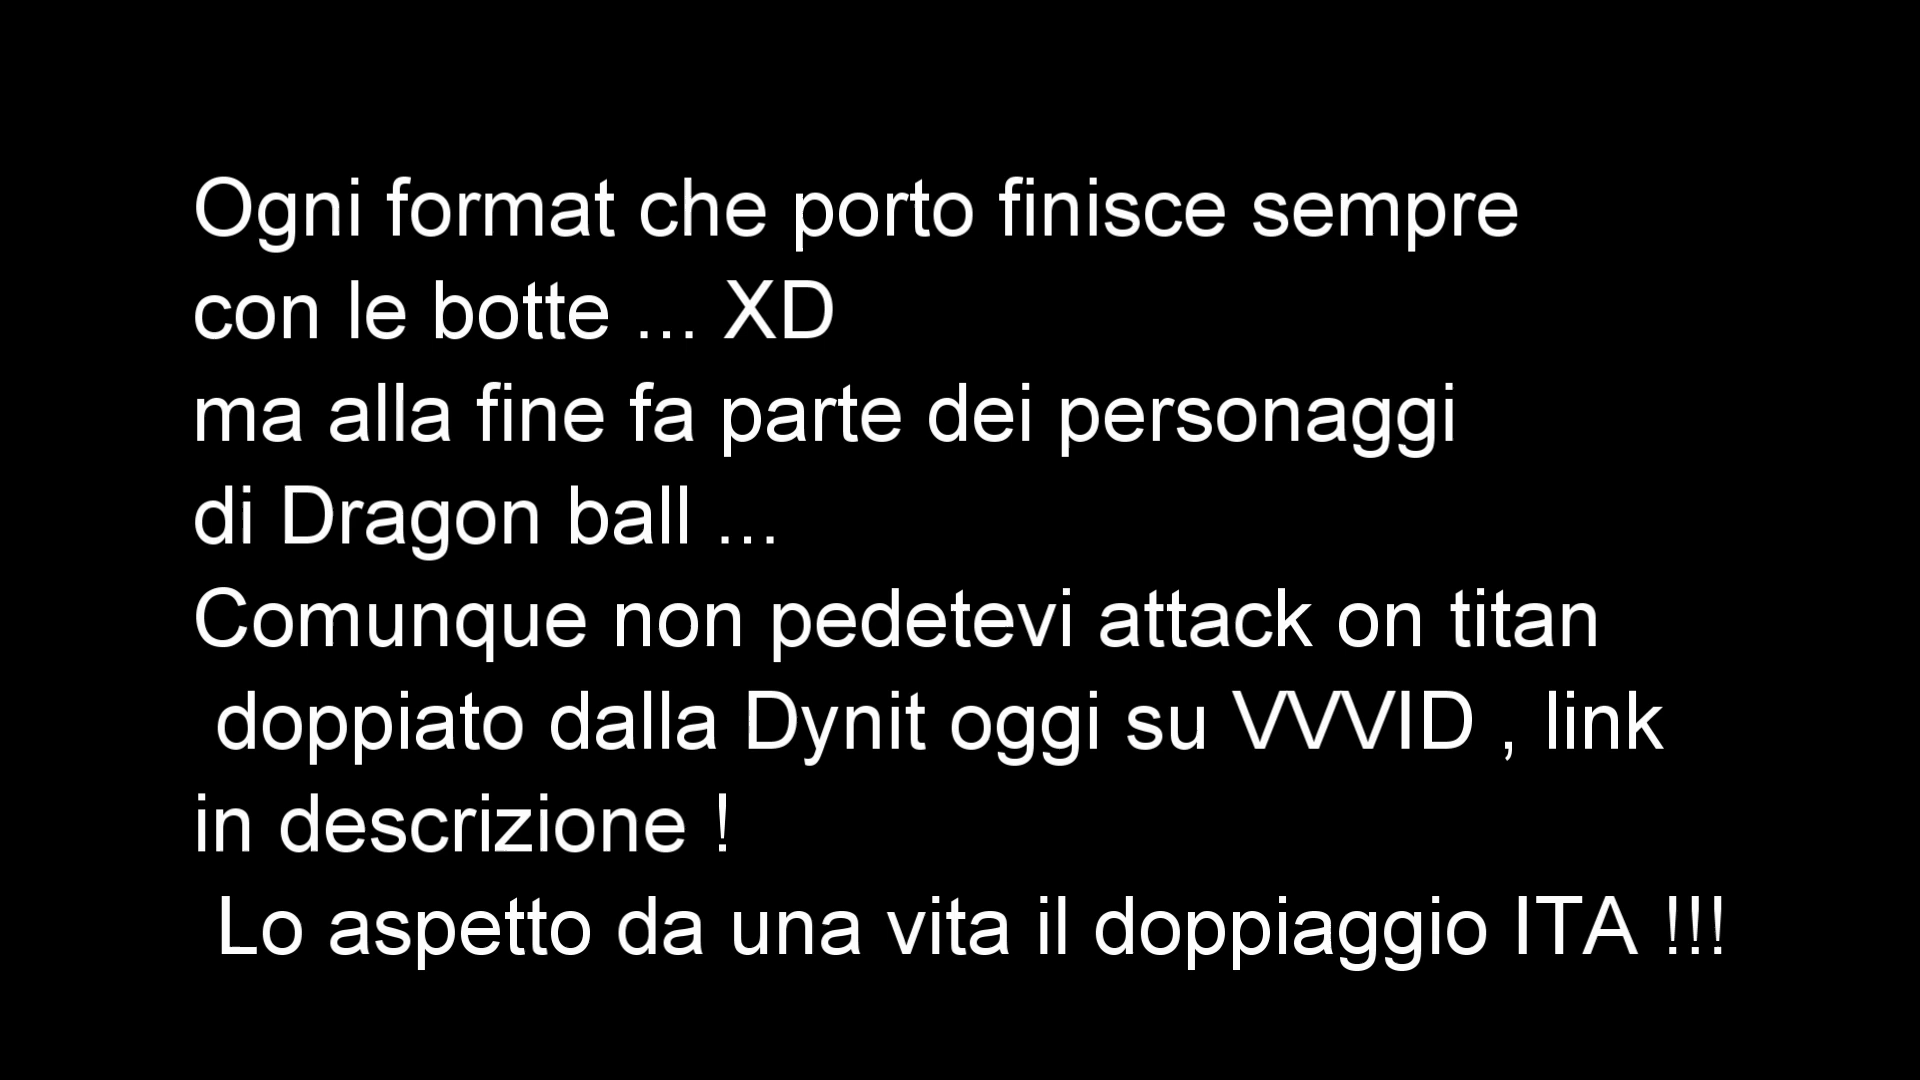 Ogni format che porto finisce sempre
con le botte ... XD
ma alla fine fa parte dei personaggi
di Dragon ball ...
Comunque non pedetevi attack on titan
doppiato dalla Dynit oggi su VVVID , link
in descrizione !
Lo aspetto da una vita il doppiaggio ITA !!!